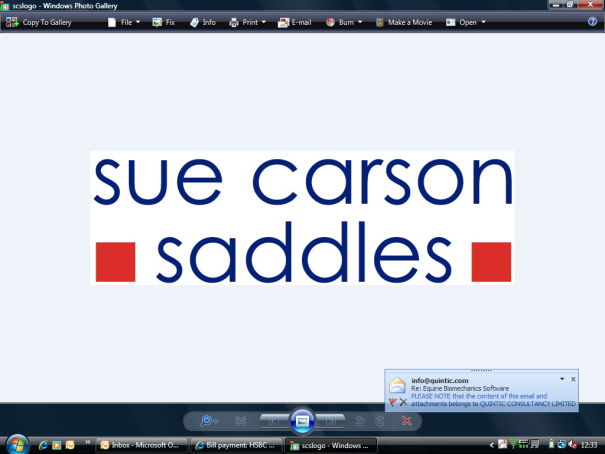 scslogo - Windows Photo Gallery
Copy To Gallery File Fix Info Print E-mail Burn Make a Movie Open
sue carson
saddles
info@quintic.com
Re: Equine Biomechanics Software
PLEASE NOTE that the content of this email and
attachments belongs to QUINTIC CONSULTANCY LIMITED
Inbox - Microsoft O... Bill payment: HSBC ... scslogo - Windows ... 12:33